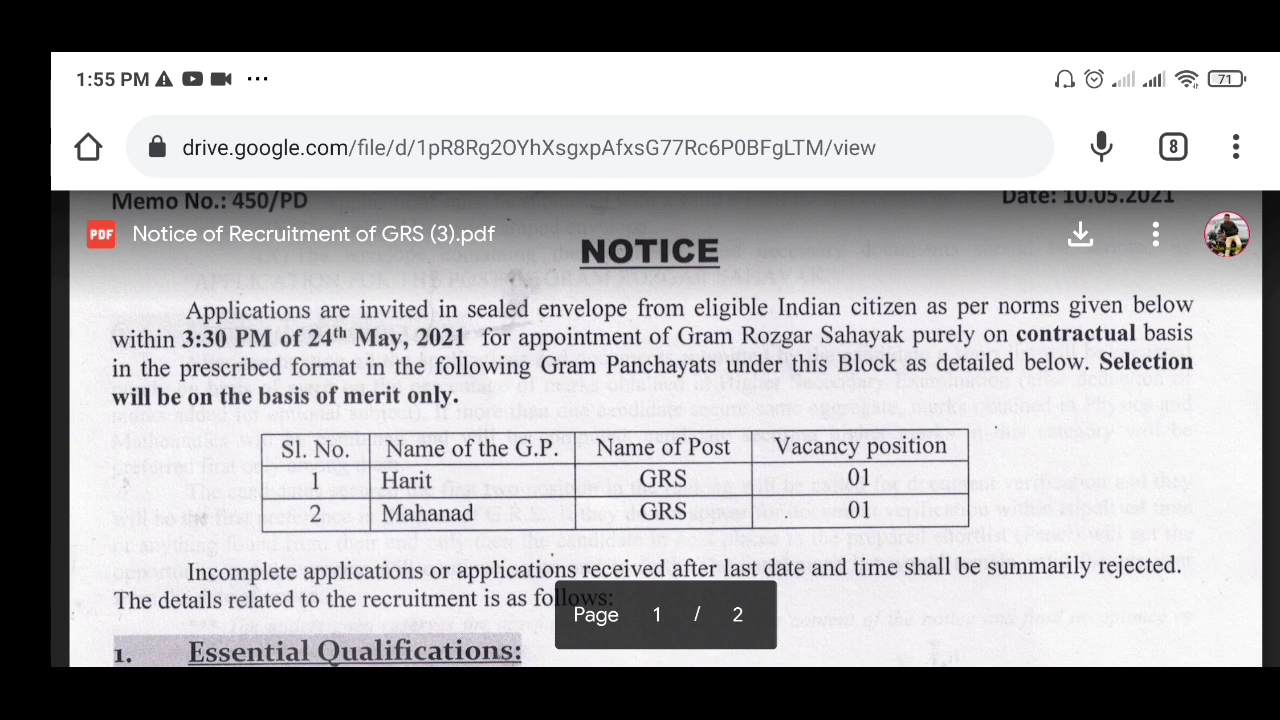 1:55 PM
71
drive.google.com/file/d/1pR8Rg2OYhXsgxpAfxsG77Rc6P0BFgLTM/view
8
Memo No.: 450/PD Date: 10.05.2021
PDF Notice of Recruitment of GRS (3).pdf
NOTICE
Applications are invited in sealed envelope from eligible Indian citizen as per norms given below
within 3:30 PM of 24th May, 2021 for appointment of Gram Rozgar Sahayak purely on contractual basis
in the prescribed format in the following Gram Panchayats under this Block as detailed below. Selection
will be on the basis of merit only.
Sl. No. Name of the G.P. Name of Post Vacancy position
1 Harit GRS 01
2 Mahanad GRS 01
Incomplete applications or applications received after last date and time shall be summarily rejected.
The details related to the recruitment is as follows:
Page 1 / 2
1. Essential Qualifications: